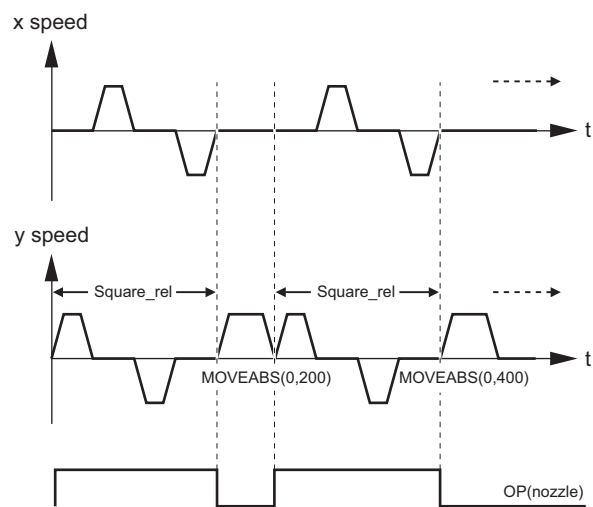 x speed
t
y speed
Square_rel
Square_rel
t
MOVEABS(0,200)
MOVEABS(0,400)
OP(nozzle)